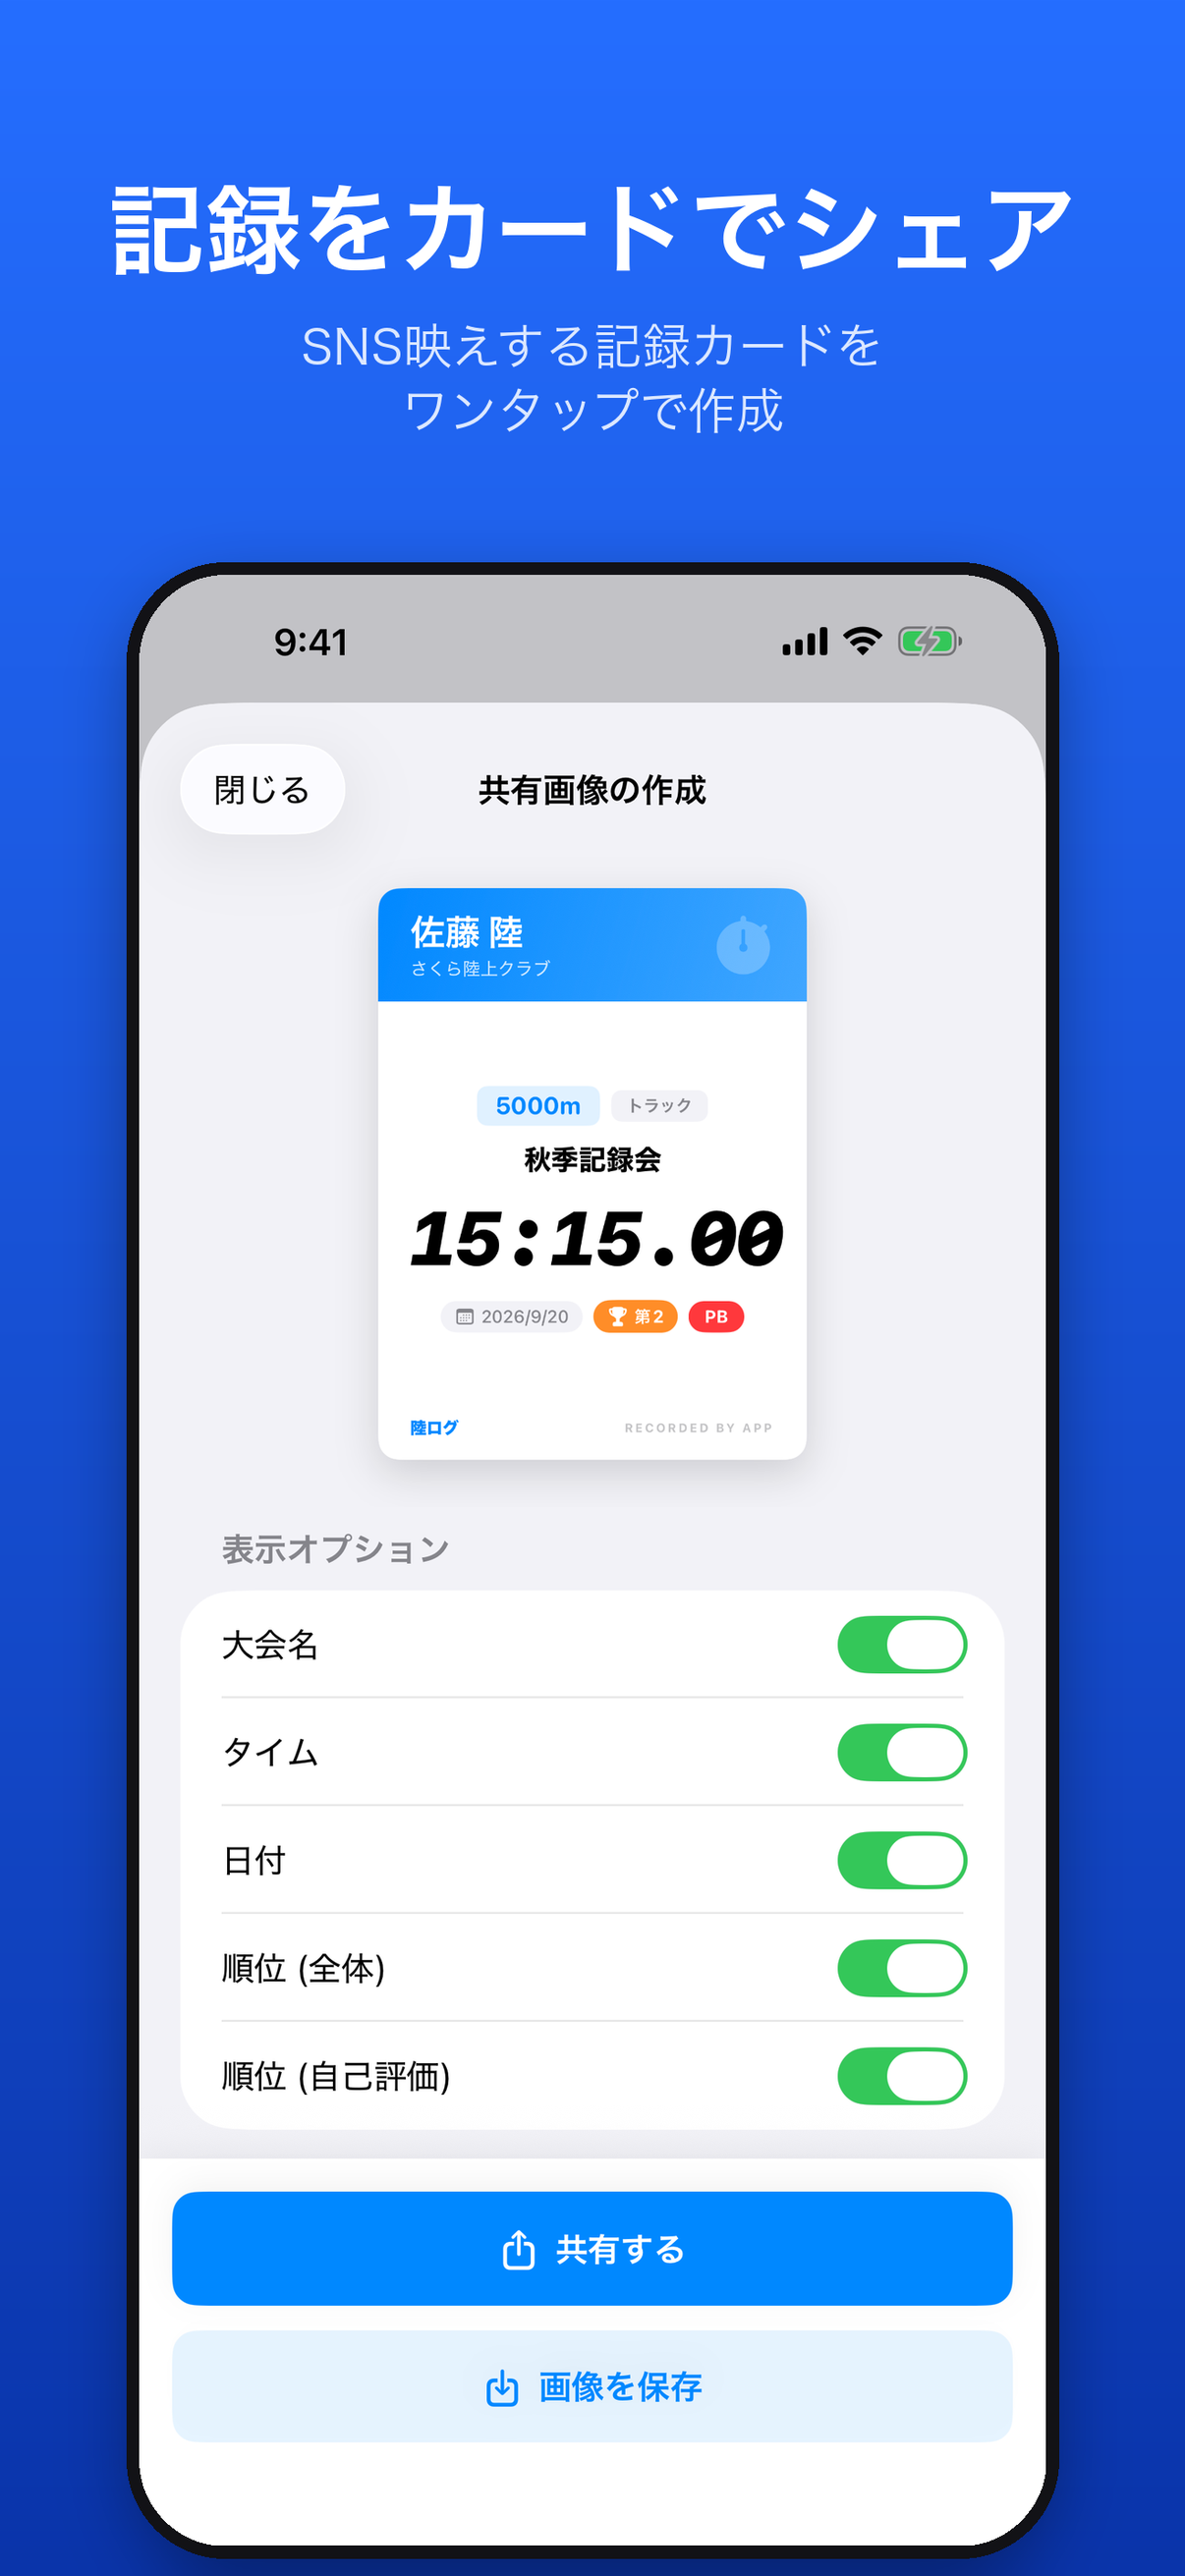 記録をカードでシェア
SNS映えする記録カードを
ワンタップで作成
9:41
閉じる
共有画像の作成
佐藤 陸
さくら陸上クラブ
5000m
トラック
秋季記録会
15:15.00
2026/9/20
第2
PB
陸ログ
RECORDED BY APP
表示オプション
大会名
タイム
日付
順位 (全体)
順位 (自己評価)
共有する
画像を保存